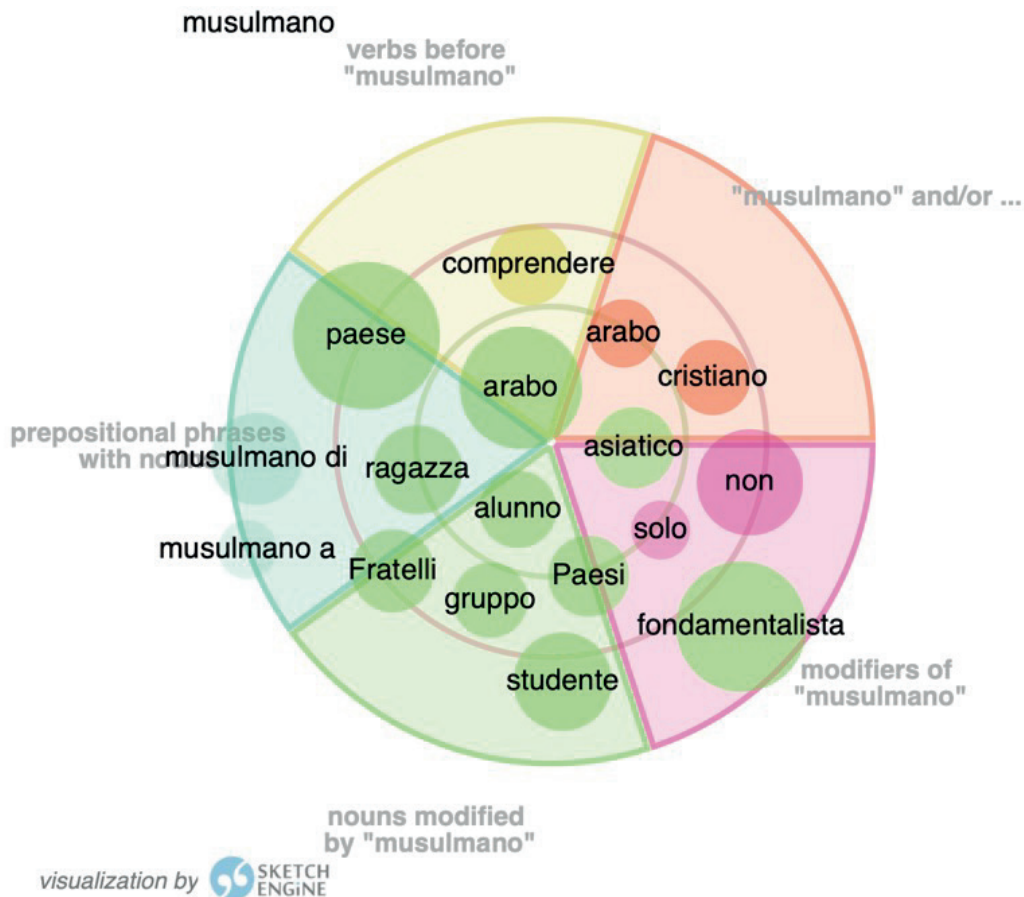 musulmano
verbs before
"musulmano"
"musulmano" and/or ...
comprendere
paese
arabo
cristiano
arabo
prepositional phrases
with nouns
musulmano di
ragazza
asiatico
non
alunno
solo
musulmano a
Fratelli
gruppo
Paesi
fondamentalista
studente
modifiers of
"musulmano"
nouns modified
by "musulmano"
visualization by
SKETCH
ENGINE